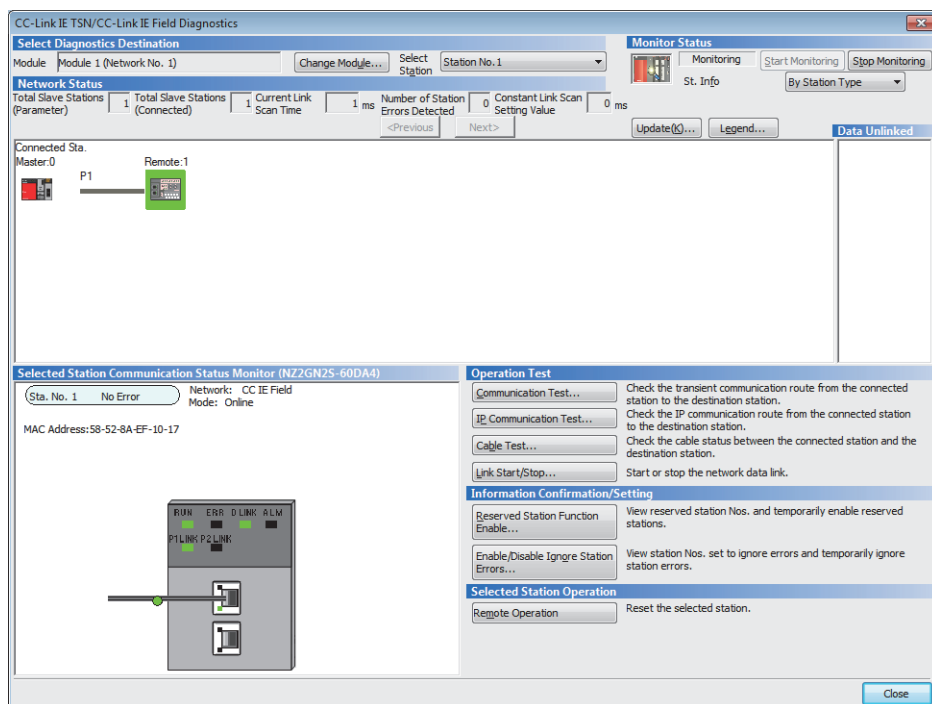 CC-Link IE TSN/CC-Link IE Field Diagnostics
Select Diagnostics Destination
Module Module 1 (Network No. 1) Change Module... Select Station Station No.1
Monitor Status
Monitoring Start Monitoring Stop Monitoring
St. Info By Station Type
Network Status
Total Slave Stations (Parameter) 1 Total Slave Stations (Connected) 1 Current Link Scan Time 1 ms Number of Station Errors Detected 0 Constant Link Scan Setting Value 0 ms
<Previous Next> Update(K)... Legend...
Data Unlinked
Connected Sta.
Master:0 Remote:1
P1
Selected Station Communication Status Monitor (NZ2GN2S-60DA4)
Sta. No. 1 No Error
Network: CC IE Field
Mode: Online
MAC Address:58-52-8A-EF-10-17
RUN ERR D LINK ALM
P1LINK P2LINK
Operation Test
Communication Test... Check the transient communication route from the connected
station to the destination station.
IP Communication Test... Check the IP communication route from the connected station
to the destination station.
Cable Test... Check the cable status between the connected station and the
destination station.
Link Start/Stop... Start or stop the network data link.
Information Confirmation/Setting
Reserved Station Function Enable... View reserved station Nos. and temporarily enable reserved
stations.
Enable/Disable Ignore Station Errors... View station Nos. set to ignore errors and temporarily ignore
station errors.
Selected Station Operation
Remote Operation Reset the selected station.
Close